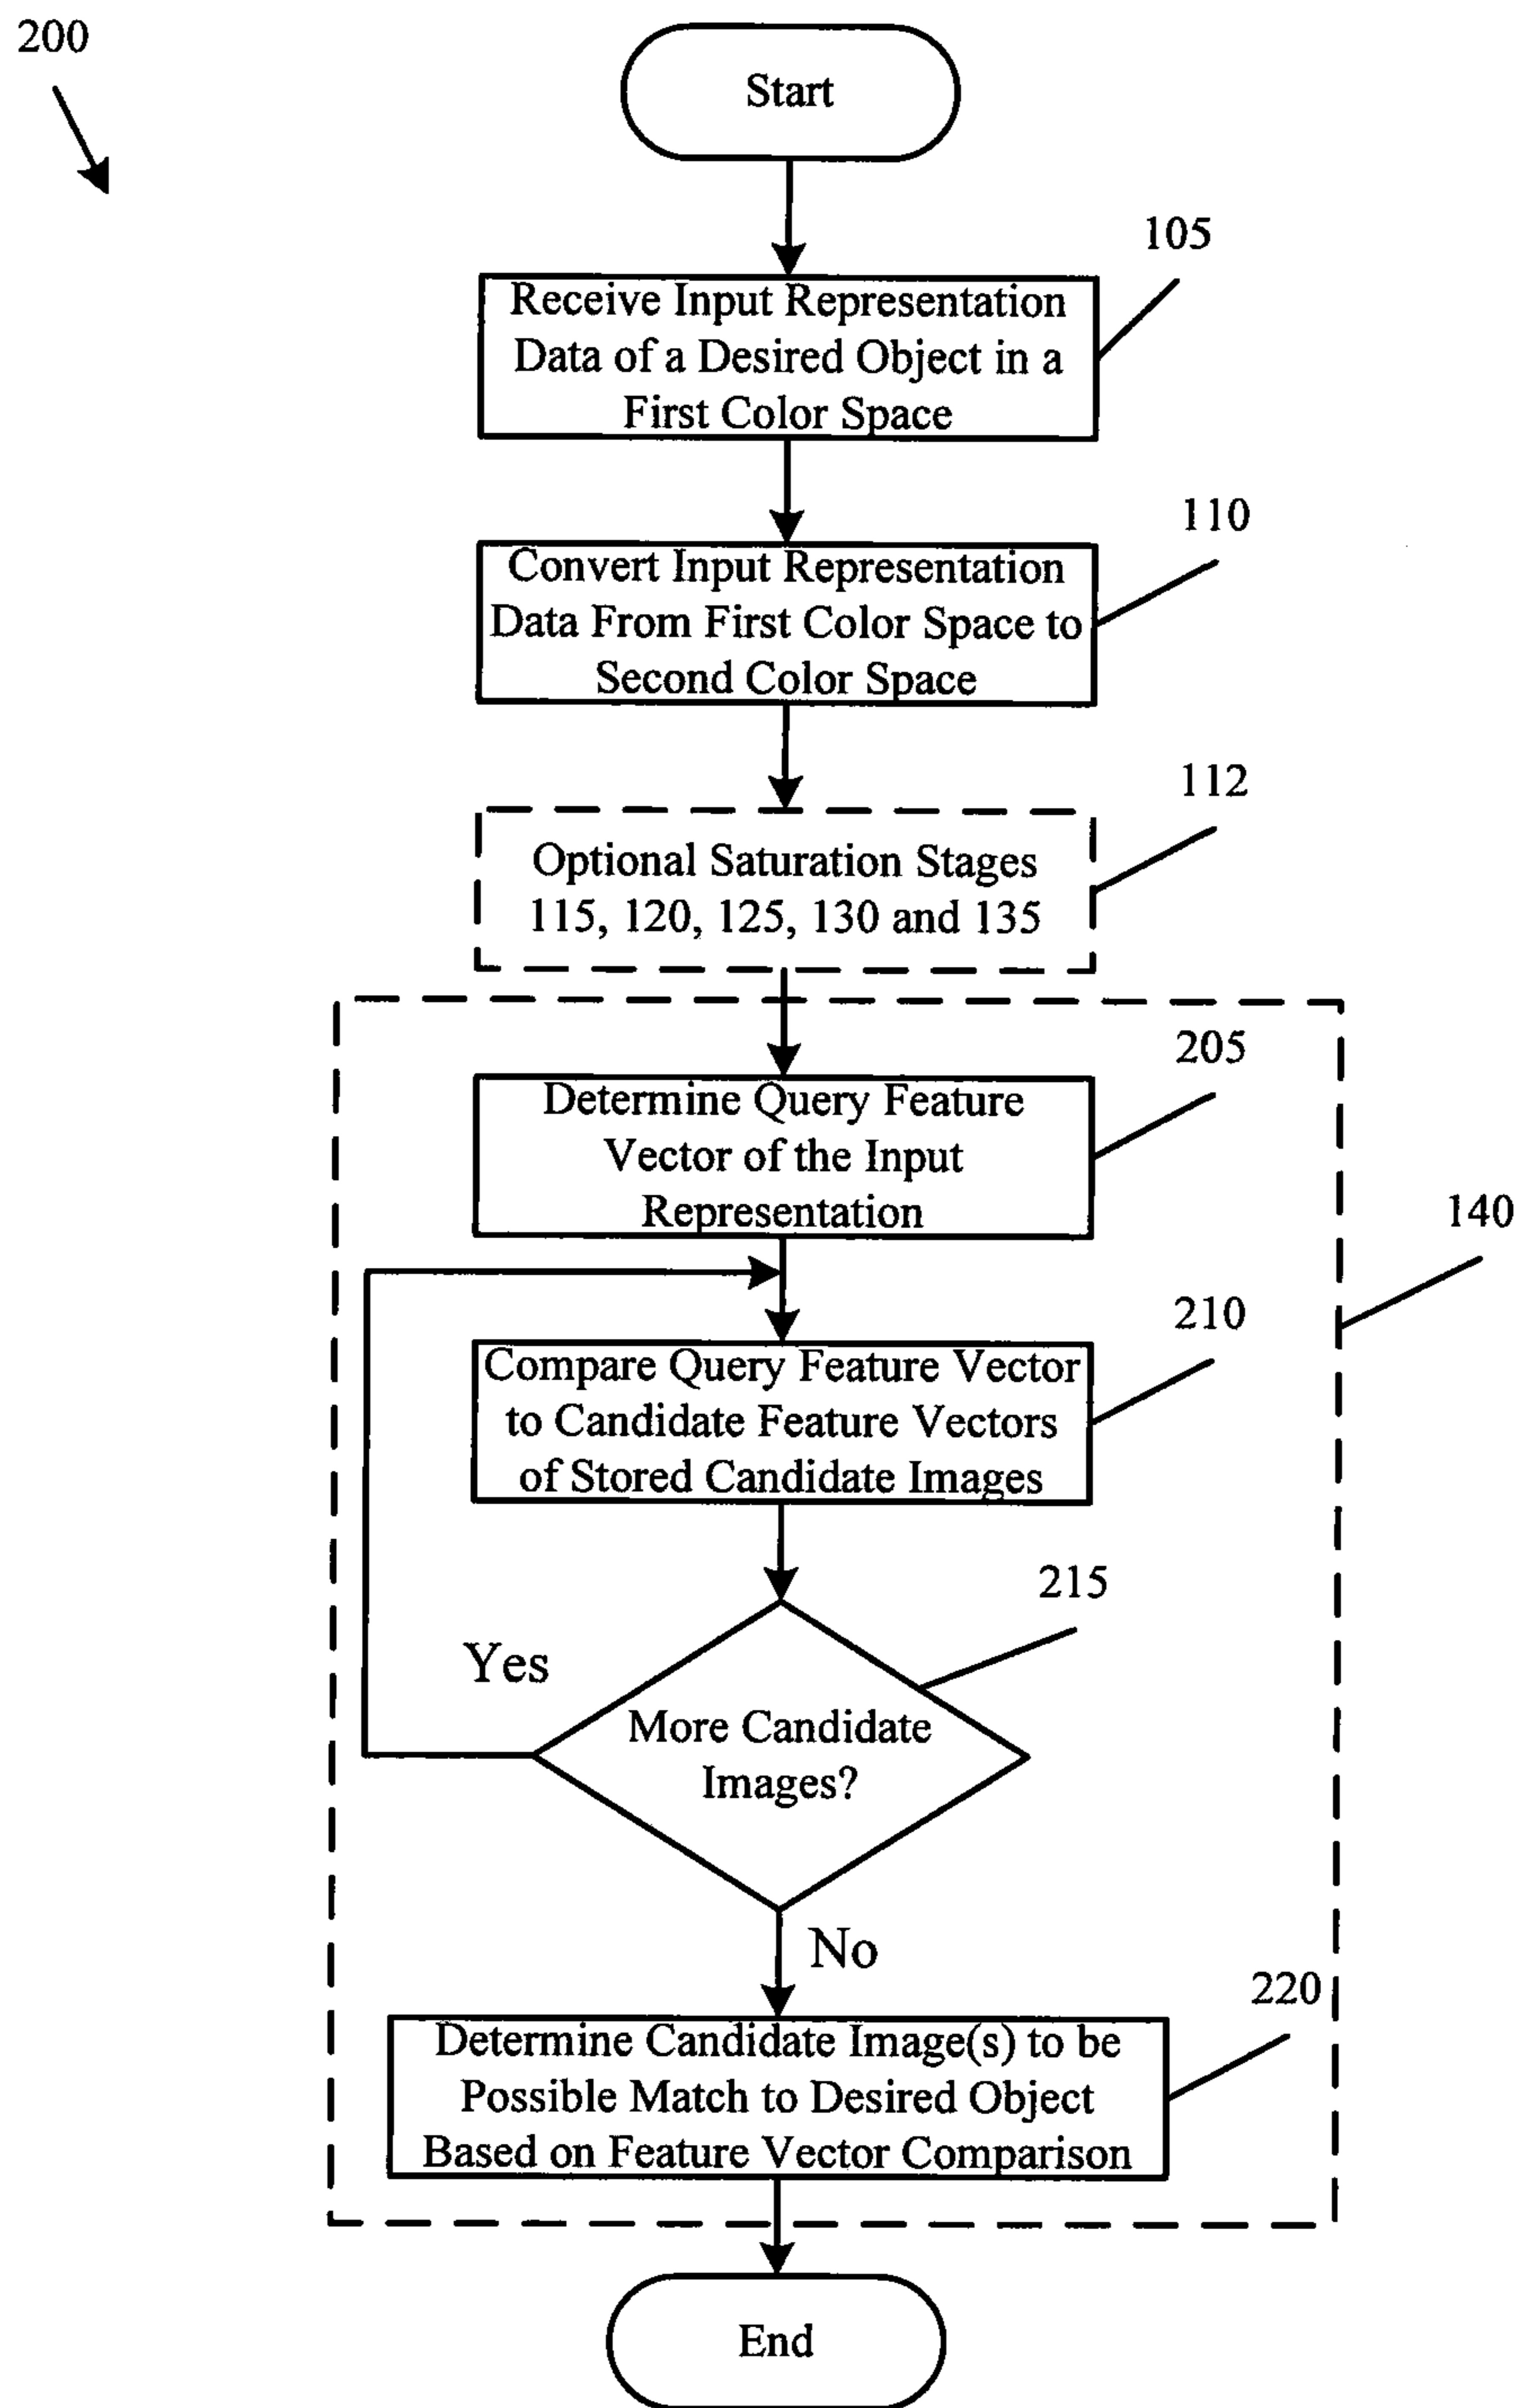 200
Start
105
Receive Input Representation
Data of a Desired Object in a
First Color Space
110
Convert Input Representation
Data From First Color Space to
Second Color Space
112
Optional Saturation Stages
115, 120, 125, 130 and 135
205
Determine Query Feature
Vector of the Input
Representation
140
210
Compare Query Feature Vector
to Candidate Feature Vectors
of Stored Candidate Images
215
Yes
More Candidate
Images?
No
220
Determine Candidate Image(s) to be
Possible Match to Desired Object
Based on Feature Vector Comparison
End